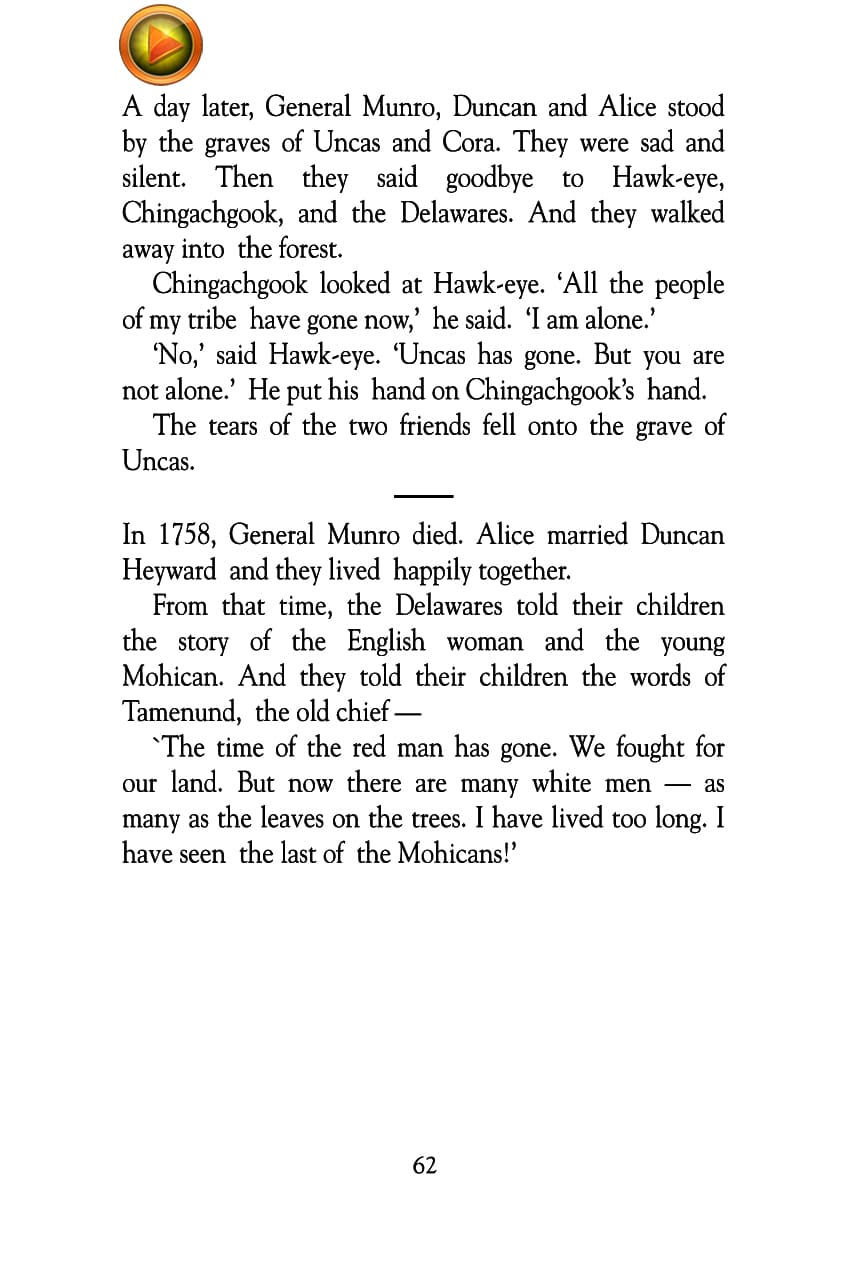 A day later, General Munro, Duncan and Alice stood
by the graves of Uncas and Cora. They were sad and
silent. Then they said goodbye to Hawk-eye,
Chingachgook, and the Delawares. And they walked
away into the forest.
Chingachgook looked at Hawk-eye. ‘All the people
of my tribe have gone now,’ he said. ‘I am alone.’
‘No,’ said Hawk-eye. ‘Uncas has gone. But you are
not alone.’ He put his hand on Chingachgook’s hand.
The tears of the two friends fell onto the grave of
Uncas.
In 1758, General Munro died. Alice married Duncan
Heyward and they lived happily together.
From that time, the Delawares told their children
the story of the English woman and the young
Mohican. And they told their children the words of
Tamenund, the old chief —
`The time of the red man has gone. We fought for
our land. But now there are many white men — as
many as the leaves on the trees. I have lived too long. I
have seen the last of the Mohicans!’
62